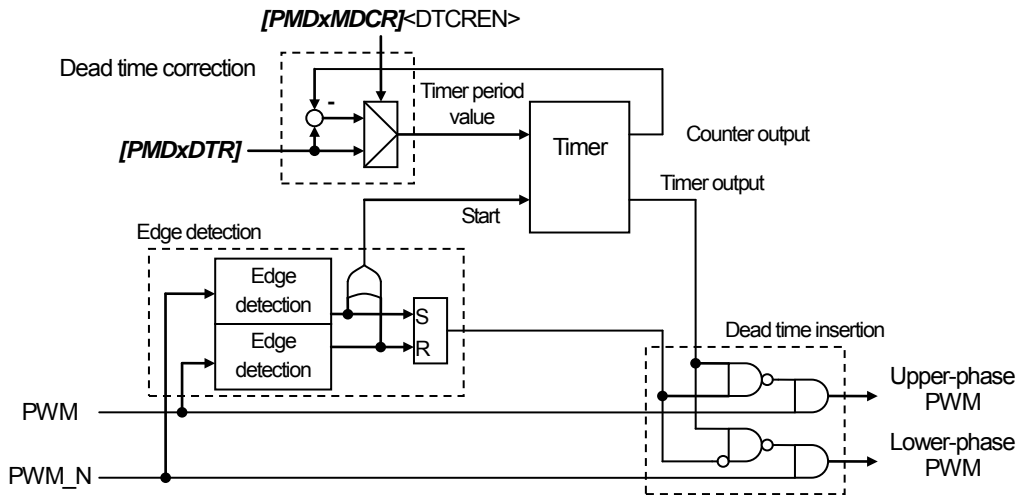 [PMDxMDCR]<DTCREN>
Dead time correction
-
Timer period
value
[PMDxDTR]
Timer
Counter output
Timer output
Start
Edge detection
Edge
detection
S
Edge
detection
R
Dead time insertion
PWM
Upper-phase
PWM
PWM_N
Lower-phase
PWM